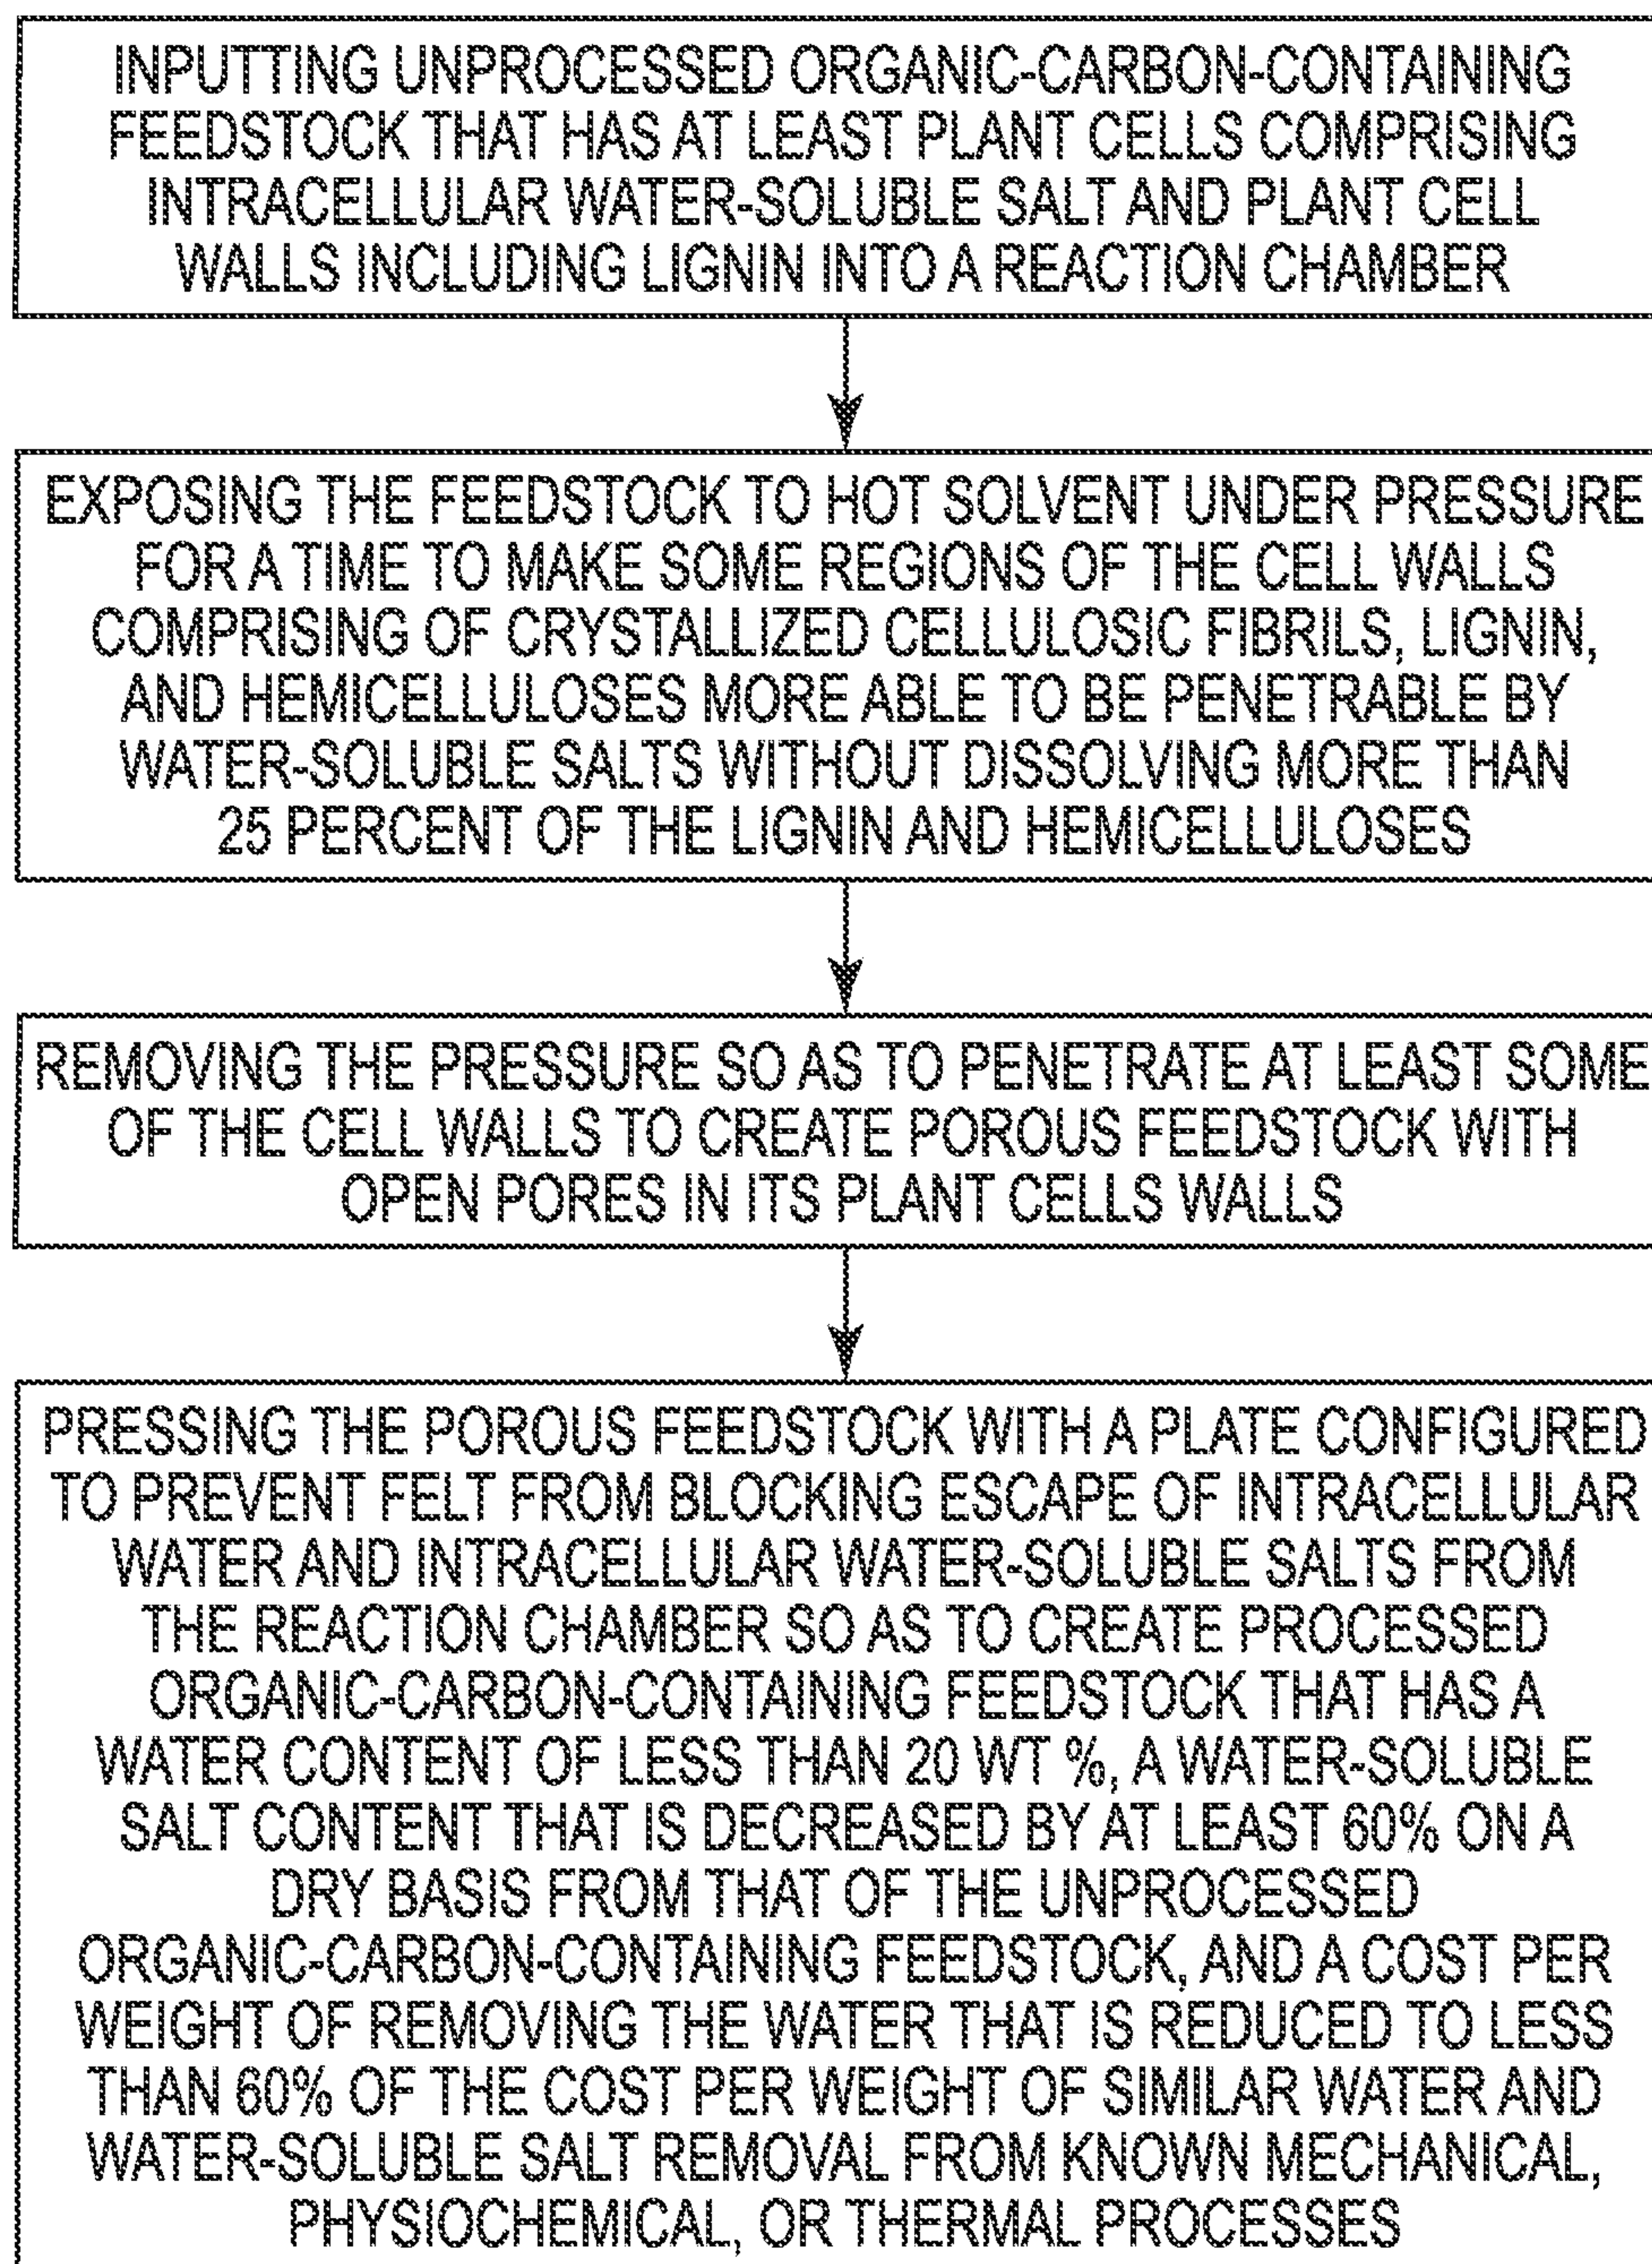 INPUTTING UNPROCESSED ORGANIC-CARBON-CONTAINING
FEEDSTOCK THAT HAS AT LEAST PLANT CELLS COMPRISING
INTRACELLULAR WATER-SOLUBLE SALT AND PLANT CELL
WALLS INCLUDING LIGNIN INTO A REACTION CHAMBER
EXPOSING THE FEEDSTOCK TO HOT SOLVENT UNDER PRESSURE
FOR A TIME TO MAKE SOME REGIONS OF THE CELL WALLS
COMPRISING OF CRYSTALLIZED CELLULOSIC FIBRILS, LIGNIN,
AND HEMICELLULOSES MORE ABLE TO BE PENETRABLE BY
WATER-SOLUBLE SALTS WITHOUT DISSOLVING MORE THAN
25 PERCENT OF THE LIGNIN AND HEMICELLULOSES
REMOVING THE PRESSURE SO AS TO PENETRATE AT LEAST SOME
OF THE CELL WALLS TO CREATE POROUS FEEDSTOCK WITH
OPEN PORES IN ITS PLANT CELLS WALLS
PRESSING THE POROUS FEEDSTOCK WITH A PLATE CONFIGURED
TO PREVENT FELT FROM BLOCKING ESCAPE OF INTRACELLULAR
WATER AND INTRACELLULAR WATER-SOLUBLE SALTS FROM
THE REACTION CHAMBER SO AS TO CREATE PROCESSED
ORGANIC-CARBON-CONTAINING FEEDSTOCK THAT HAS A
WATER CONTENT OF LESS THAN 20 WT %, A WATER-SOLUBLE
SALT CONTENT THAT IS DECREASED BY AT LEAST 60% ON A
DRY BASIS FROM THAT OF THE UNPROCESSED
ORGANIC-CARBON-CONTAINING FEEDSTOCK, AND A COST PER
WEIGHT OF REMOVING THE WATER THAT IS REDUCED TO LESS
THAN 60% OF THE COST PER WEIGHT OF SIMILAR WATER AND
WATER-SOLUBLE SALT REMOVAL FROM KNOWN MECHANICAL,
PHYSIOCHEMICAL, OR THERMAL PROCESSES